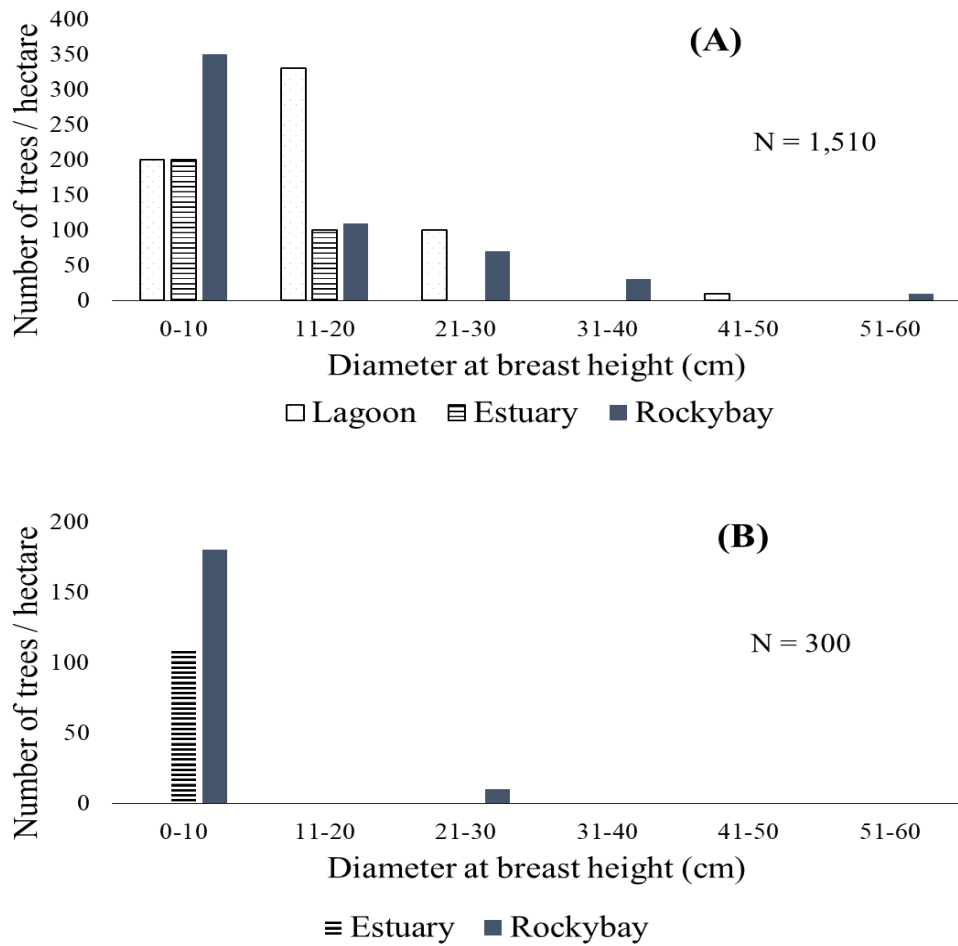 (A)
N = 1,510
Number of trees / hectare
400
350
300
250
200
150
100
50
0
0-10 11-20 21-30 31-40 41-50 51-60
Diameter at breast height (cm)
Lagoon Estuary Rockybay
(B)
N = 300
Number of trees / hectare
200
150
100
50
0
0-10 11-20 21-30 31-40 41-50 51-60
Diameter at breast height (cm)
Estuary Rockybay